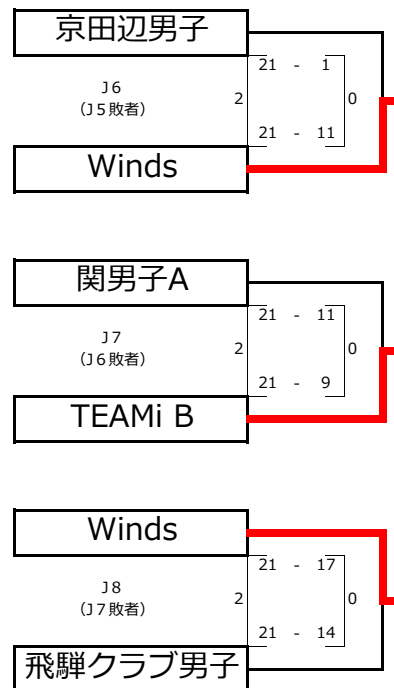 京田辺男子
J6
(J5敗者)
2
21 - 1
21 - 11
0
Winds
関男子A
J7
(J6敗者)
2
21 - 11
21 - 9
0
TEAMi B
Winds
J8
(J7敗者)
2
21 - 17
21 - 14
0
飛騨クラブ男子